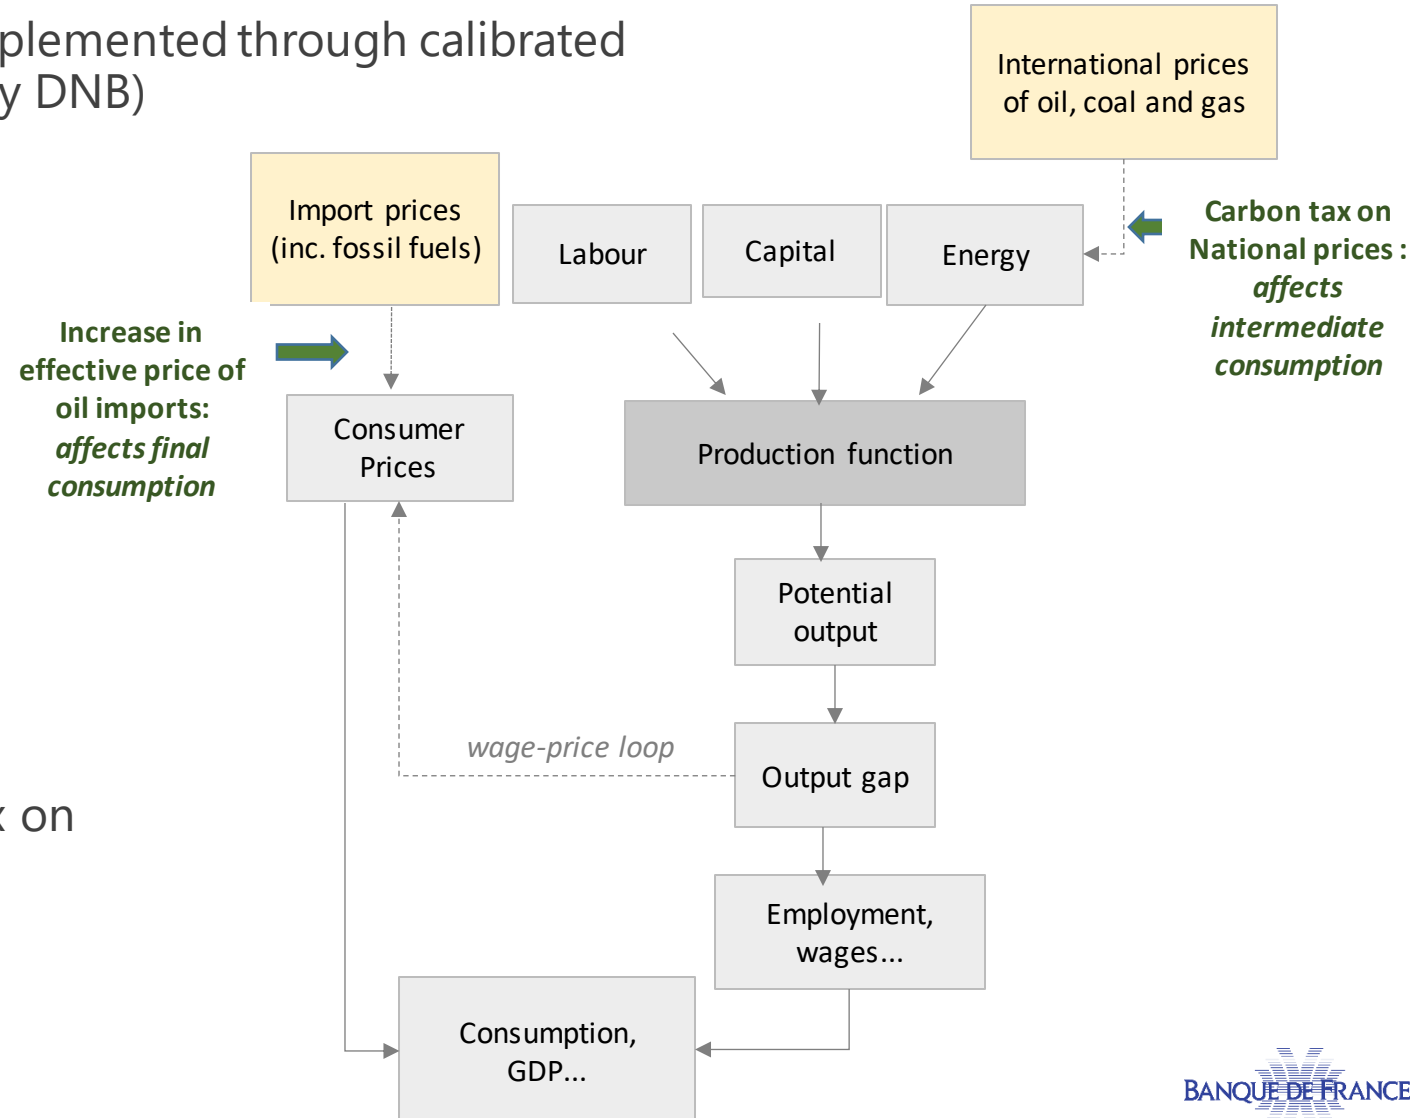 plemented through calibrated
y DNB)
International prices
of oil, coal and gas
Import prices
(inc. fossil fuels)
Labour
Capital
Energy
Carbon tax on
National prices :
affects
intermediate
consumption
Increase in
effective price of
oil imports:
affects final
consumption
Consumer
Prices
Production function
Potential
output
wage-price loop
Output gap
x on
Employment,
wages...
Consumption,
GDP...
BANQUE DE FRANCE